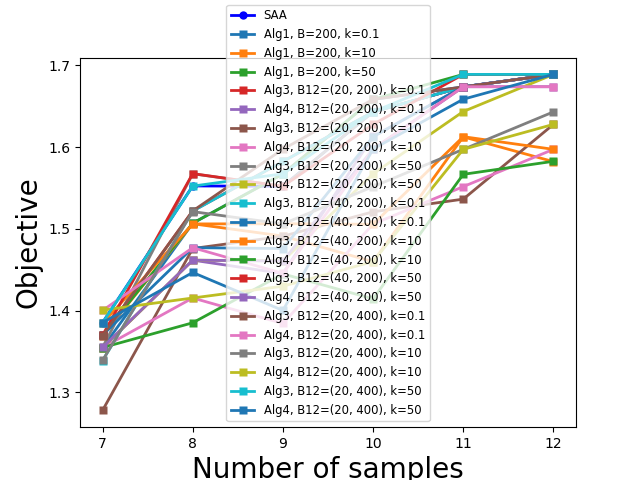 SAA
Alg1, B=200, k=0.1
Alg1, B=200, k=10
Alg1, B=200, k=50
Alg3, B12=(20, 200), k=0.1
Alg4, B12=(20, 200), k=0.1
Alg3, B12=(20, 200), k=10
Alg4, B12=(20, 200), k=10
Alg3, B12=(20, 200), k=50
Alg4, B12=(20, 200), k=50
Alg3, B12=(40, 200), k=0.1
Alg4, B12=(40, 200), k=0.1
Alg3, B12=(40, 200), k=10
Alg4, B12=(40, 200), k=10
Alg3, B12=(40, 200), k=50
Alg4, B12=(40, 200), k=50
Alg3, B12=(20, 400), k=0.1
Alg4, B12=(20, 400), k=0.1
Alg3, B12=(20, 400), k=10
Alg4, B12=(20, 400), k=10
Alg3, B12=(20, 400), k=50
Alg4, B12=(20, 400), k=50
1.7
1.6
1.5
1.4
1.3
Objective
7 8 9 10 11 12
Number of samples